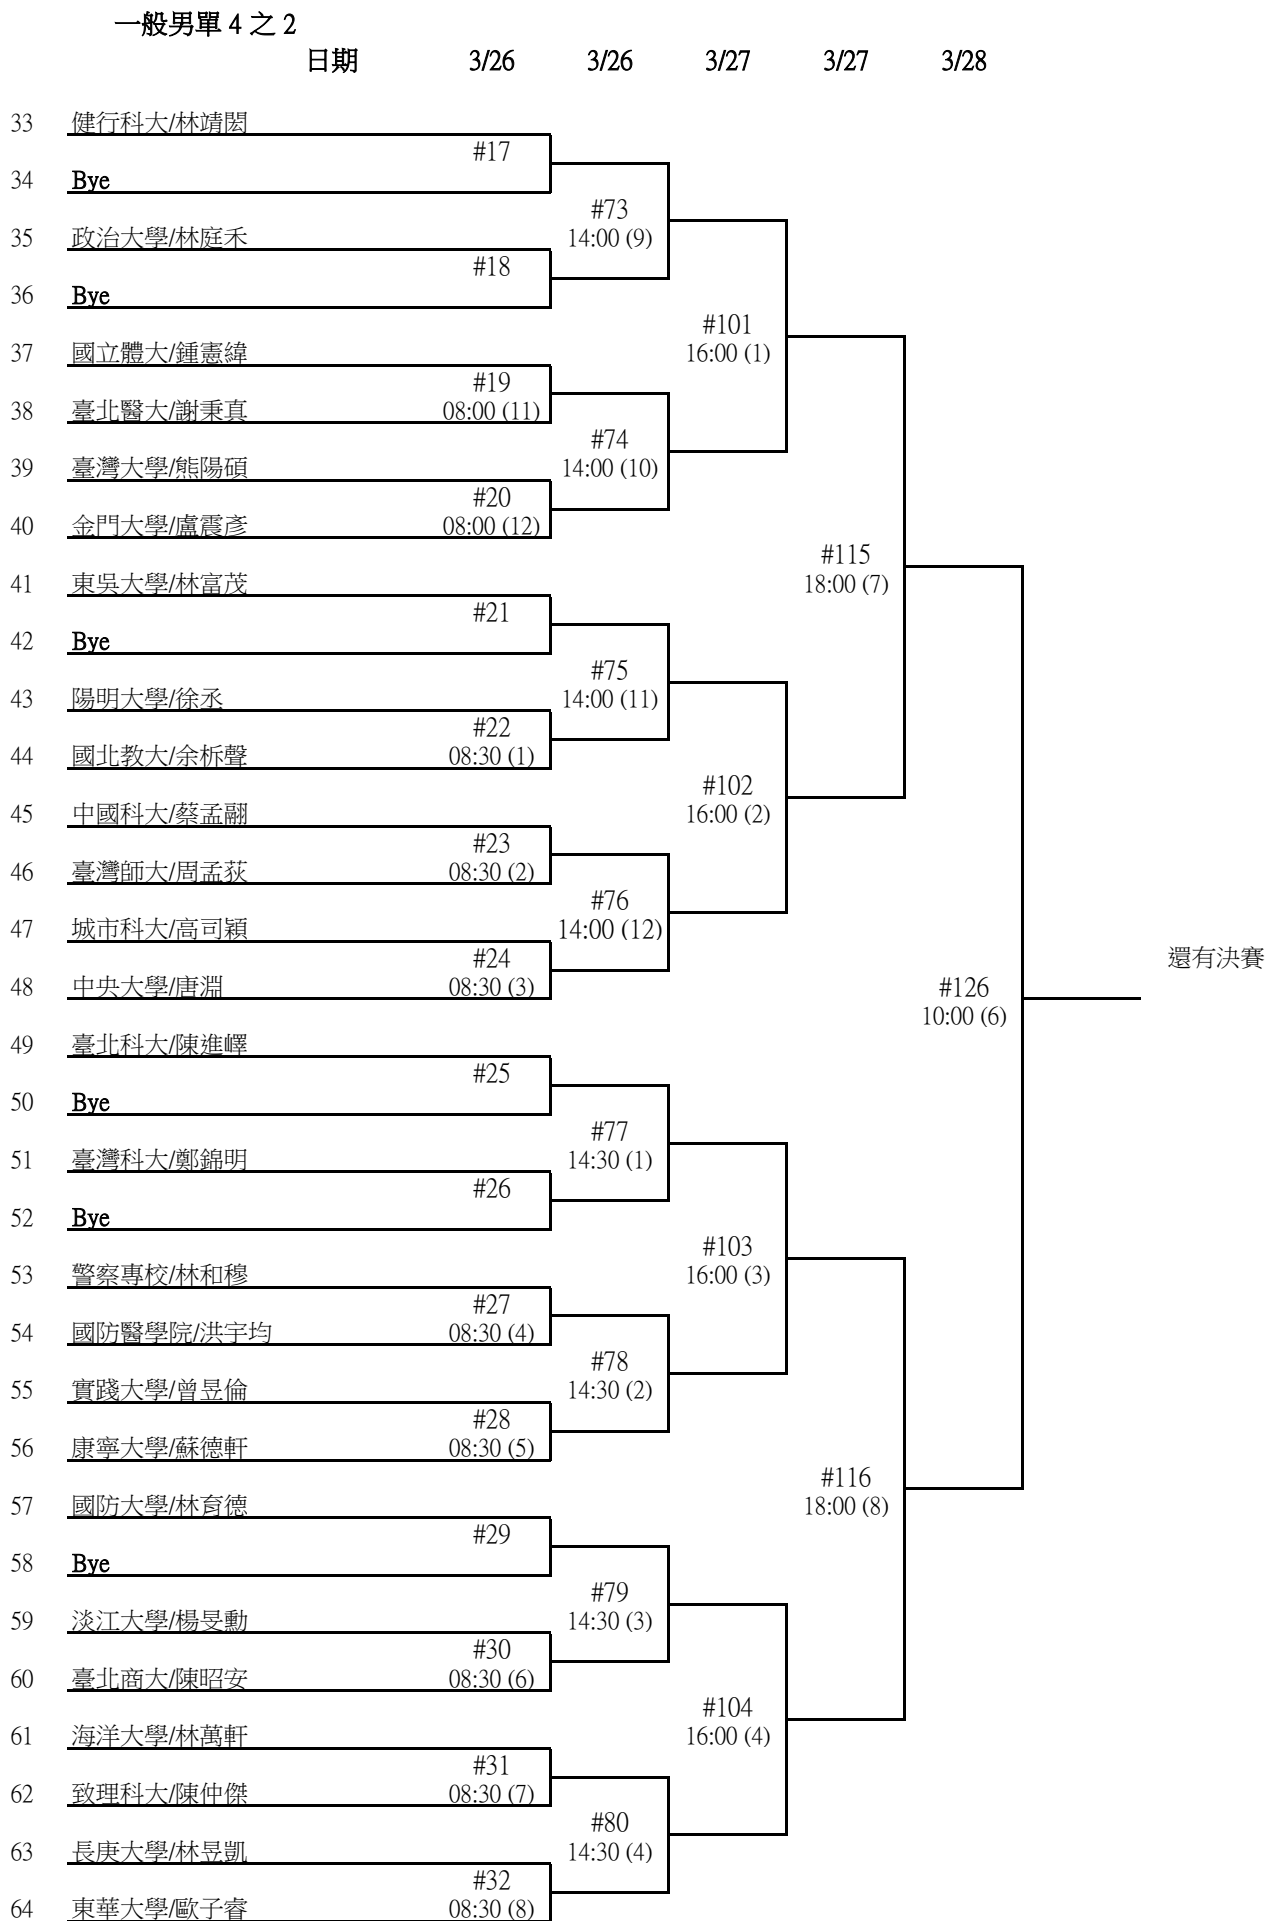 一般男單 4 之 2
日期 3/26 3/26 3/27 3/27 3/28
33 健行科大/林靖閎
#17
34 Bye
#73
35 政治大學/林庭禾 14:00 (9)
#18
36 Bye
#101
37 國立體大/鍾憲緯 16:00 (1)
#19
38 臺北醫大/謝秉真 08:00 (11)
#74
39 臺灣大學/熊陽碩 14:00 (10)
#20
40 金門大學/盧震彥 08:00 (12)
#115
41 東吳大學/林富茂 18:00 (7)
#21
42 Bye
#75
43 陽明大學/徐丞 14:00 (11)
#22
44 國北教大/余柝聲 08:30 (1)
#102
45 中國科大/蔡孟翮 16:00 (2)
#23
46 臺灣師大/周孟荻 08:30 (2)
#76
47 城市科大/高司穎 14:00 (12)
#24 還有決賽
48 中央大學/唐淵 08:30 (3) #126
10:00 (6)
49 臺北科大/陳進嶧
#25
50 Bye
#77
51 臺灣科大/鄭錦明 14:30 (1)
#26
52 Bye
#103
53 警察專校/林和穆 16:00 (3)
#27
54 國防醫學院/洪宇均 08:30 (4)
#78
55 實踐大學/曾昱倫 14:30 (2)
#28
56 康寧大學/蘇德軒 08:30 (5)
#116
57 國防大學/林育德 18:00 (8)
#29
58 Bye
#79
59 淡江大學/楊旻勳 14:30 (3)
#30
60 臺北商大/陳昭安 08:30 (6)
#104
61 海洋大學/林萬軒 16:00 (4)
#31
62 致理科大/陳仲傑 08:30 (7)
#80
63 長庚大學/林昱凱 14:30 (4)
#32
64 東華大學/歐子睿 08:30 (8)